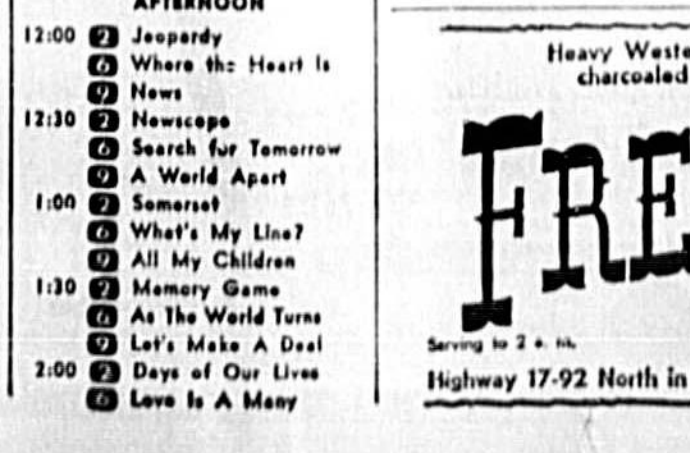 AFTERNOON
12:00 2 Jeopardy
6 Where the Heart Is
9 News
12:30 2 Newscope
6 Search for Tomorrow
9 A World Apart
1:00 2 Somerset
6 What's My Line?
9 All My Children
1:30 2 Memory Game
6 As The World Turns
9 Let's Make A Deal
2:00 2 Days of Our Lives
6 Love Is A Many
Heavy Weste
charcoaled
FRE
Serving to 2 a.
Highway 17-92 North in